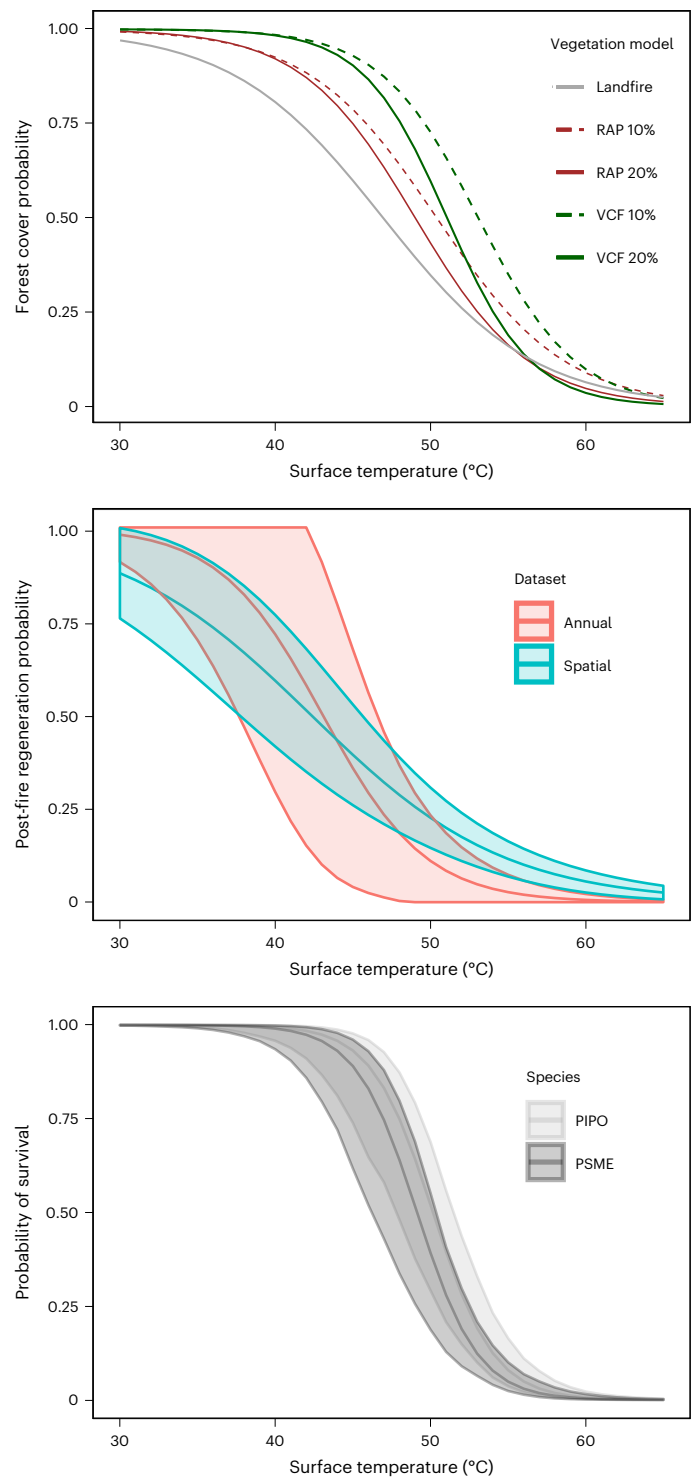 1.00
0.75
0.50
0.25
0
Forest cover probability
Vegetation model
Landfire
RAP 10%
RAP 20%
VCF 10%
VCF 20%
30 40 50 60
Surface temperature (°C)
1.00
0.75
0.50
0.25
0
Post-fire regeneration probability
Dataset
Annual
Spatial
30 40 50 60
Surface temperature (°C)
1.00
0.75
0.50
0.25
0
Probability of survival
Species
PIPO
PSME
30 40 50 60
Surface temperature (°C)